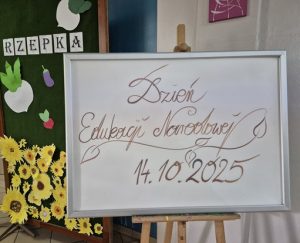 RZEPKA
Dzień
Edukacji Narodowej
14.10.2025